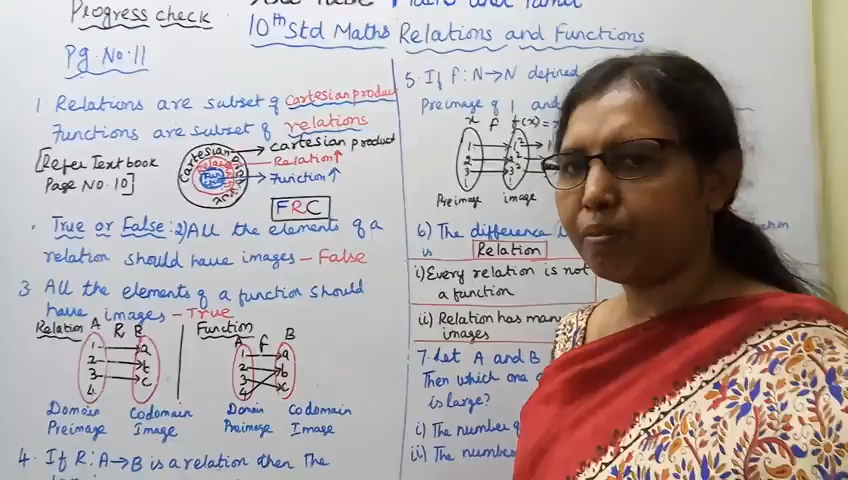 Progress check
Pg.No.11
10th Std Maths Relations and Functions
1. Relations are subset of Cartesian product
Functions are subset of relations
[Refer Textbook
Page No.10]
Cartesian product
Relation↑
Function↑
FRC
True or False: 2) All the elements of a
relation should have images - False
3. All the elements of a function should
have images - True
Relation A R B
1 a
2 b
3 c
4
Domain Codomain
Preimage Image
Function A f B
1 a
2 b
3 c
4
Domain Codomain
Preimage Image
4. If R:A→B is a relation then the
5. If f:N→N defined
Preimage of 1 and
x f f(x)=
1 1² 1
2 2²
3 3²
Preimage image
6) The difference
is Relation
i) Every relation is not
a function
ii) Relation has many
images
7. Let A and B
Then which one
is large?
i) The number
ii) The number